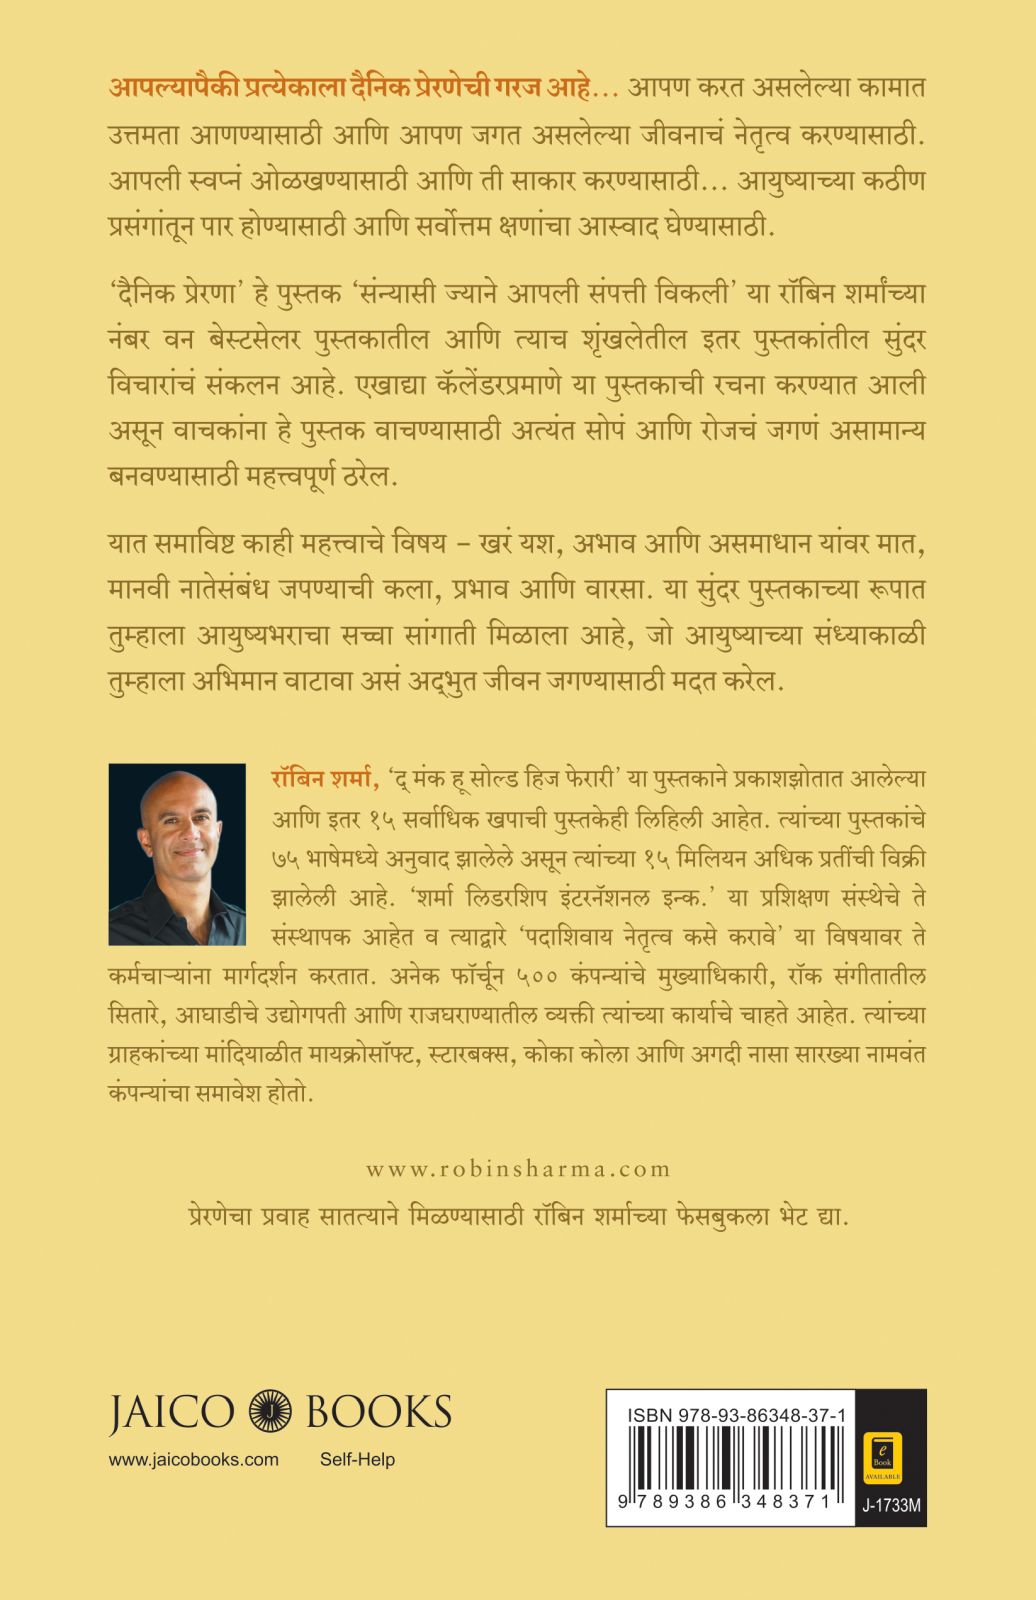 आपल्यापैकी प्रत्येकाला दैनिक प्रेरणेची गरज आहे... आपण करत असलेल्या कामात
उत्तमता आणण्यासाठी आणि आपण जगत असलेल्या जीवनाचं नेतृत्व करण्यासाठी.
आपली स्वप्नं ओळखण्यासाठी आणि ती साकार करण्यासाठी... आयुष्याच्या कठीण
प्रसंगांतून पार होण्यासाठी आणि सर्वोत्तम क्षणांचा आस्वाद घेण्यासाठी.
‘दैनिक प्रेरणा’ हे पुस्तक ‘संन्यासी ज्याने आपली संपत्ती विकली’ या रॉबिन शर्मांच्या
नंबर वन बेस्टसेलर पुस्तकातील आणि त्याच शृंखलेतील इतर पुस्तकांतील सुंदर
विचारांचं संकलन आहे. एखाद्या कॅलेंडरप्रमाणे या पुस्तकाची रचना करण्यात आली
असून वाचकांना हे पुस्तक वाचण्यासाठी अत्यंत सोपं आणि रोजचं जगणं असामान्य
बनवण्यासाठी महत्त्वपूर्ण ठरेल.
यात समाविष्ट काही महत्त्वाचे विषय – खरं यश, अभाव आणि असमाधान यांवर मात,
मानवी नातेसंबंध जपण्याची कला, प्रभाव आणि वारसा. या सुंदर पुस्तकाच्या रूपात
तुम्हाला आयुष्यभराचा सच्चा सांगाती मिळाला आहे, जो आयुष्याच्या संध्याकाळी
तुम्हाला अभिमान वाटावा असं अद्‌भुत जीवन जगण्यासाठी मदत करेल.
रॉबिन शर्मा, ‘द् मंक हू सोल्ड हिज फेरारी’ या पुस्तकाने प्रकाशझोतात आलेल्या
आणि इतर १५ सर्वाधिक खपाची पुस्तकेही लिहिली आहेत. त्यांच्या पुस्तकांचे
७५ भाषेमध्ये अनुवाद झालेले असून त्यांच्या १५ मिलियन अधिक प्रतींची विक्री
झालेली आहे. ‘शर्मा लिडरशिप इंटरनॅशनल इन्क.’ या प्रशिक्षण संस्थेचे ते
संस्थापक आहेत व त्याद्वारे ‘पदाशिवाय नेतृत्व कसे करावे’ या विषयावर ते
कर्मचाऱ्यांना मार्गदर्शन करतात. अनेक फॉर्चून ५०० कंपन्यांचे मुख्याधिकारी, रॉक संगीतातील
सितारे, आघाडीचे उद्योगपती आणि राजघराण्यातील व्यक्ती त्यांच्या कार्याचे चाहते आहेत. त्यांच्या
ग्राहकांच्या मांदियाळीत मायक्रोसॉफ्ट, स्टारबक्स, कोका कोला आणि अगदी नासा सारख्या नामवंत
कंपन्यांचा समावेश होतो.
www.robinsharma.com
प्रेरणेचा प्रवाह सातत्याने मिळण्यासाठी रॉबिन शर्माच्या फेसबुकला भेट द्या.
JAICO J BOOKS
www.jaicobooks.com Self-Help
ISBN 978-93-86348-37-1
9 789386 348371
e
Book
AVAILABLE
J-1733M